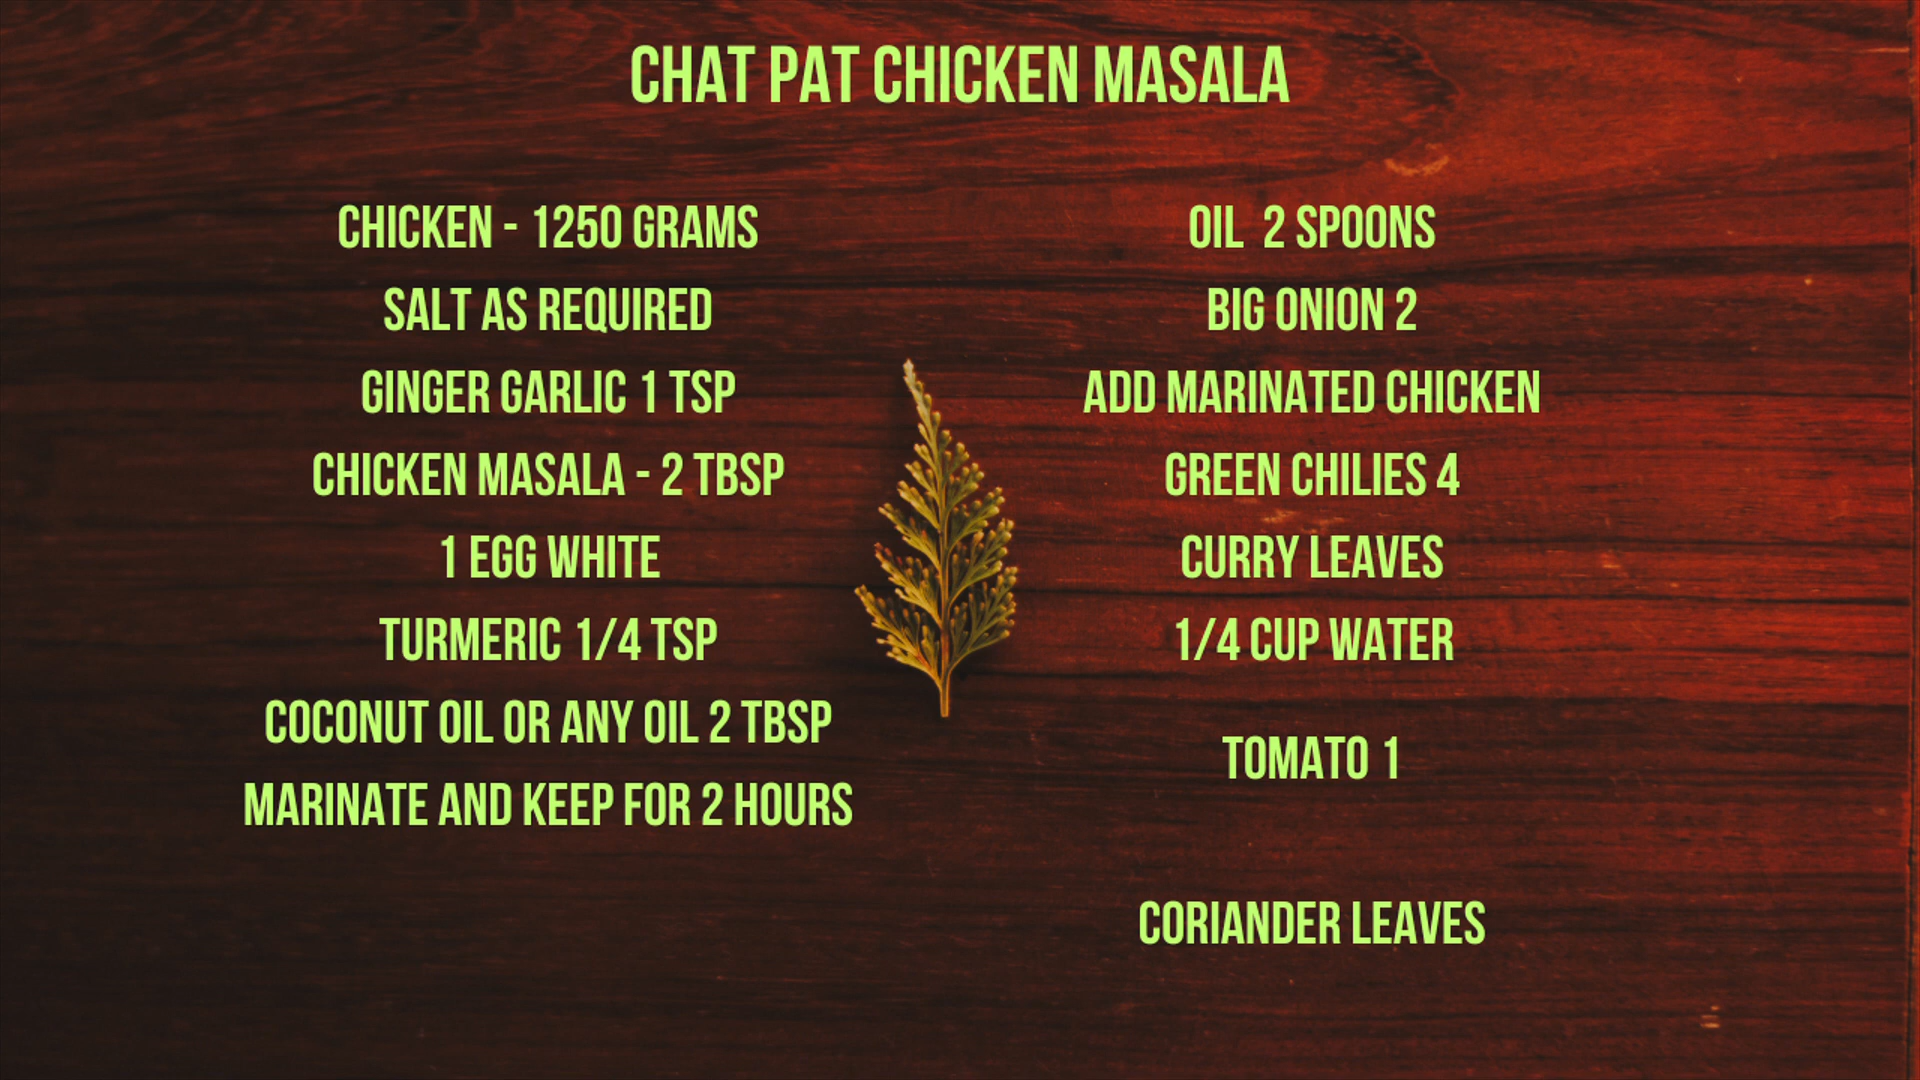 CHAT PAT CHICKEN MASALA
CHICKEN - 1250 GRAMS
SALT AS REQUIRED
GINGER GARLIC 1 TSP
CHICKEN MASALA - 2 TBSP
1 EGG WHITE
TURMERIC 1/4 TSP
COCONUT OIL OR ANY OIL 2 TBSP
MARINATE AND KEEP FOR 2 HOURS
OIL 2 SPOONS
BIG ONION 2
ADD MARINATED CHICKEN
GREEN CHILIES 4
CURRY LEAVES
1/4 CUP WATER
TOMATO 1
CORIANDER LEAVES